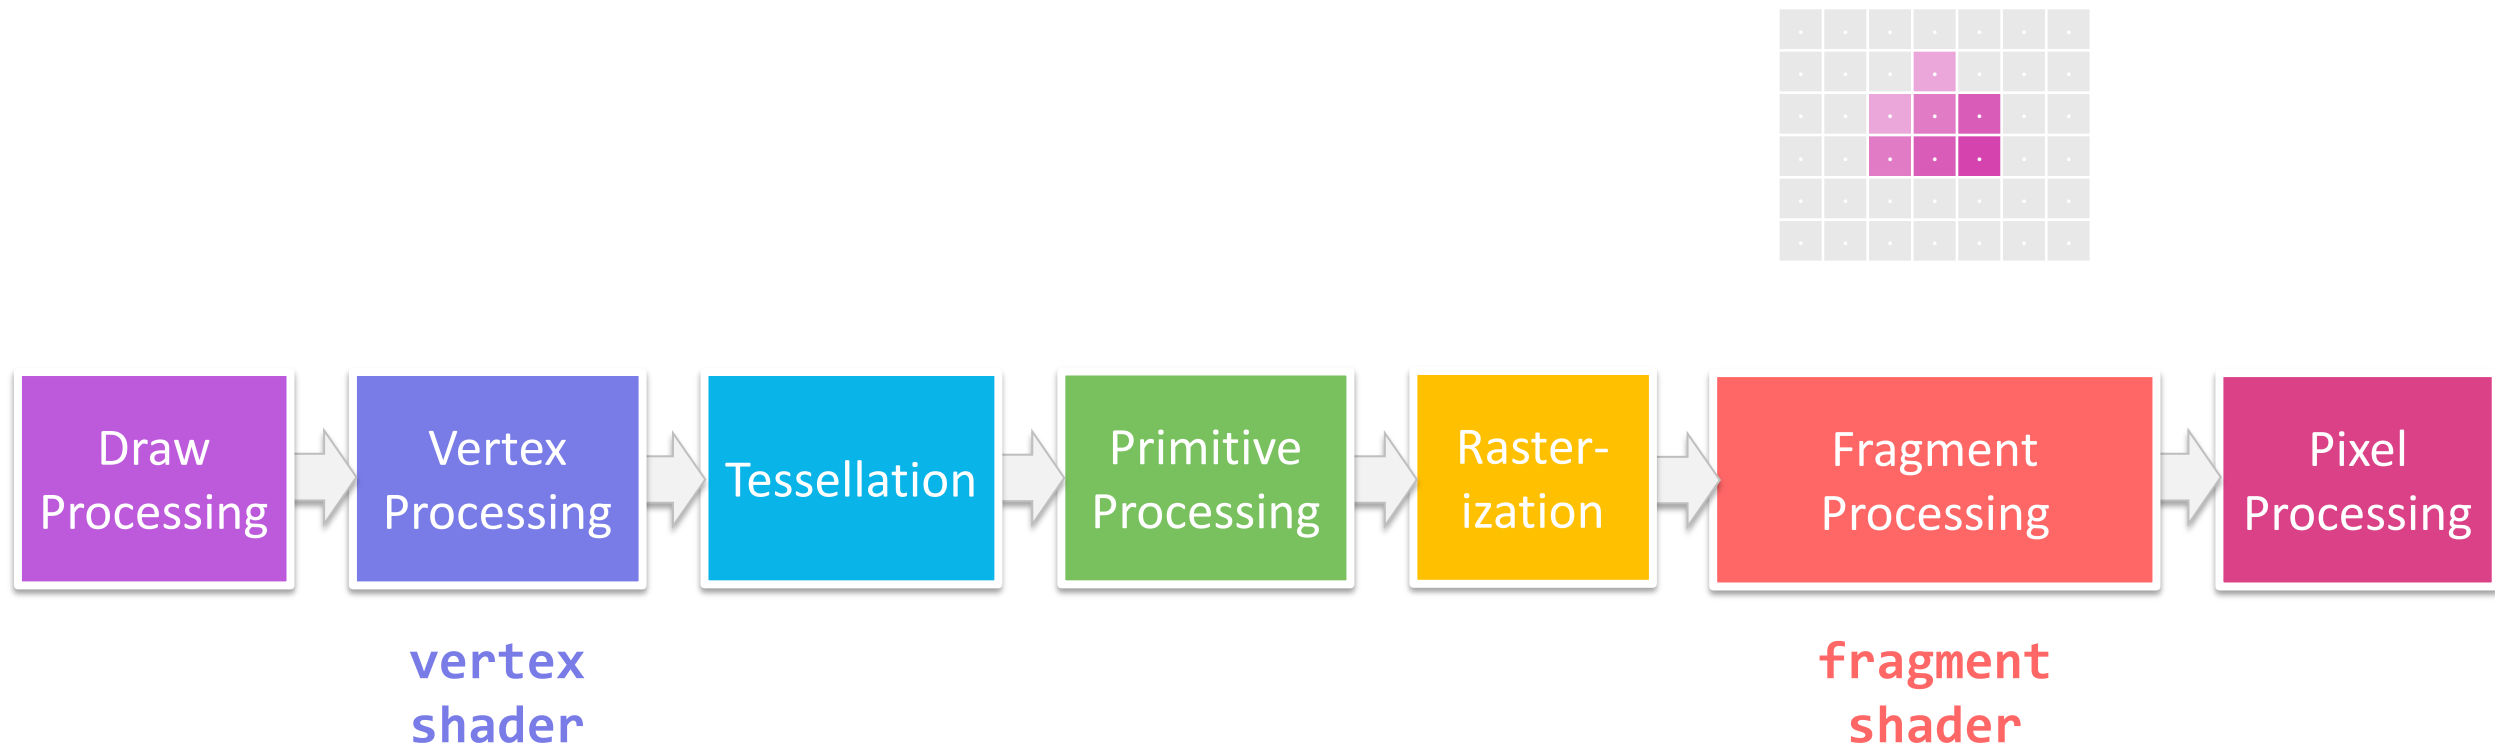 Draw
Processing
Vertex
Processing
Tessellation
Primitive
Processing
Raster-
ization
Fragment
Processing
Pixel
Processing
vertex
shader
fragment
shader